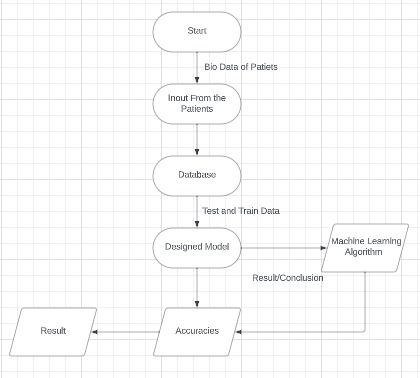 Start
Bio Data of Patiets
Inout From the
Patients
Database
Test and Train Data
Designed Model
Machine Learning
Algorithm
Result/Conclusion
Result
Accuracies